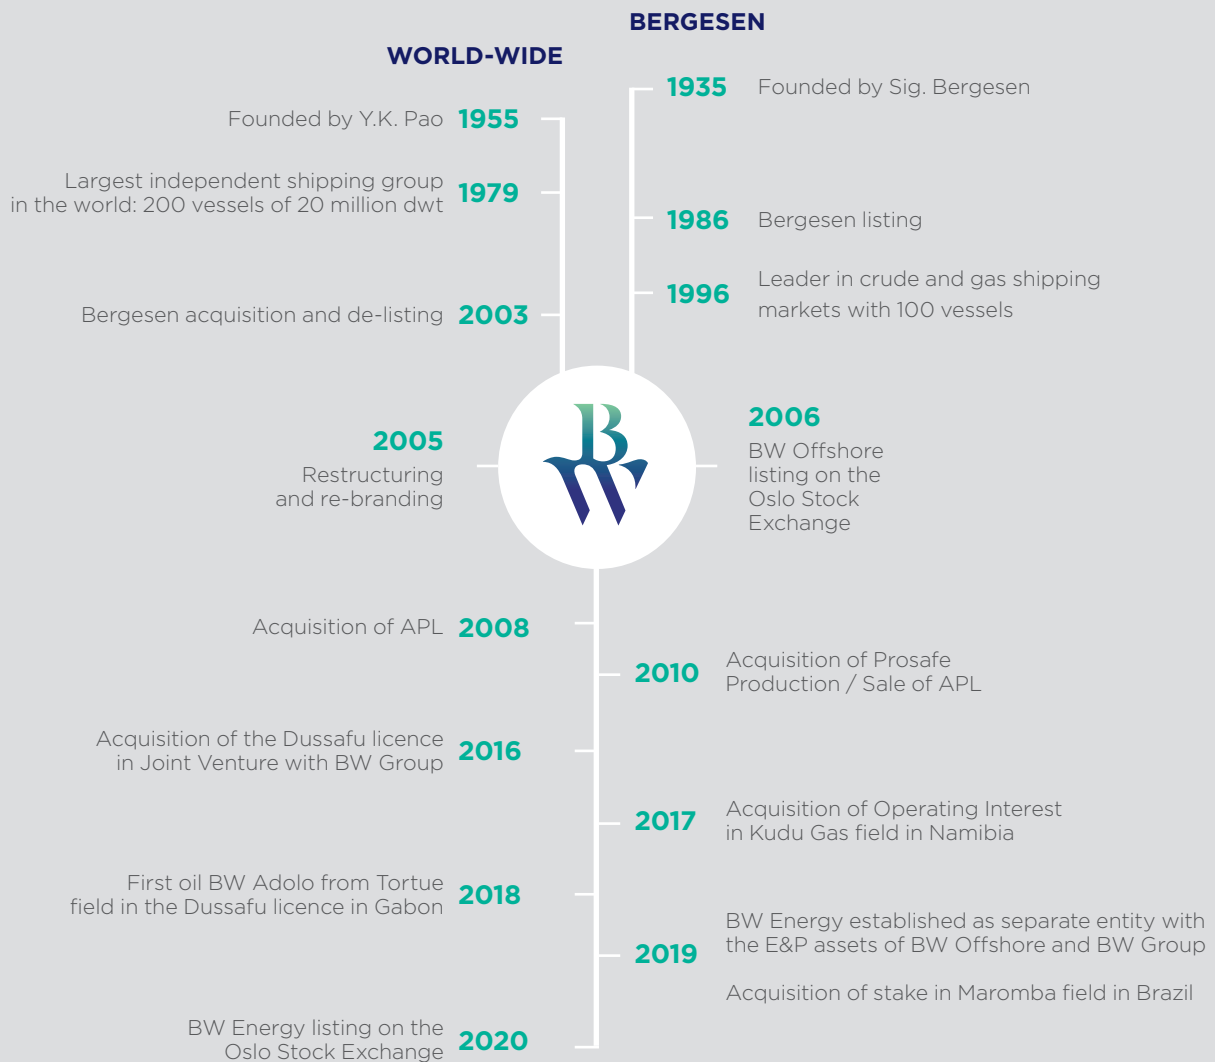 BERGESEN
WORLD-WIDE
1935 Founded by Sig. Bergesen
Founded by Y.K. Pao 1955
Largest independent shipping group
in the world: 200 vessels of 20 million dwt
1979
1986 Bergesen listing
1996
Leader in crude and gas shipping
markets with 100 vessels
Bergesen acquisition and de-listing 2003
BW
2005
Restructuring
and re-branding
2006
BW Offshore
listing on the
Oslo Stock
Exchange
Acquisition of APL 2008
2010
Acquisition of Prosafe
Production / Sale of APL
Acquisition of the Dussafu licence
in Joint Venture with BW Group
2016
2017
Acquisition of Operating Interest
in Kudu Gas field in Namibia
First oil BW Adolo from Tortue
field in the Dussafu licence in Gabon
2018
2019
BW Energy established as separate entity with
the E&P assets of BW Offshore and BW Group
Acquisition of stake in Maromba field in Brazil
BW Energy listing on the
Oslo Stock Exchange
2020